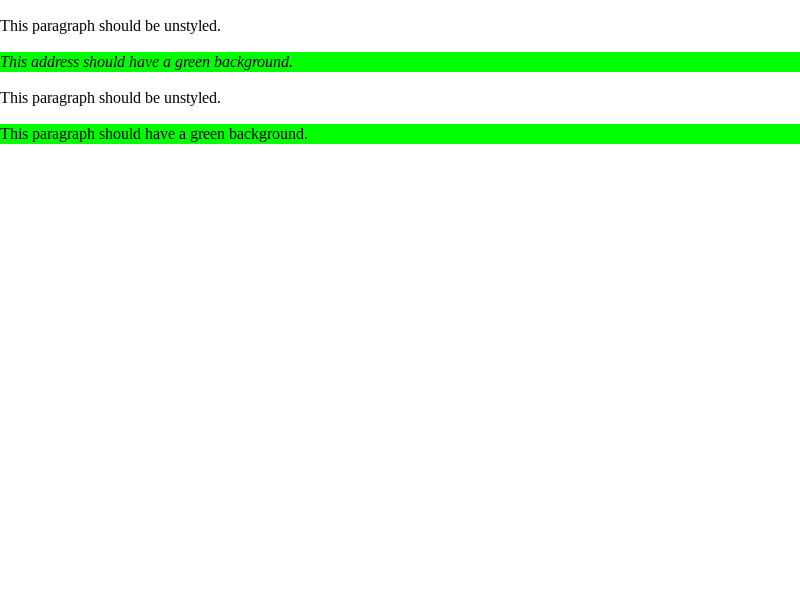 This paragraph should be unstyled.
This address should have a green background.
This paragraph should be unstyled.
This paragraph should have a green background.